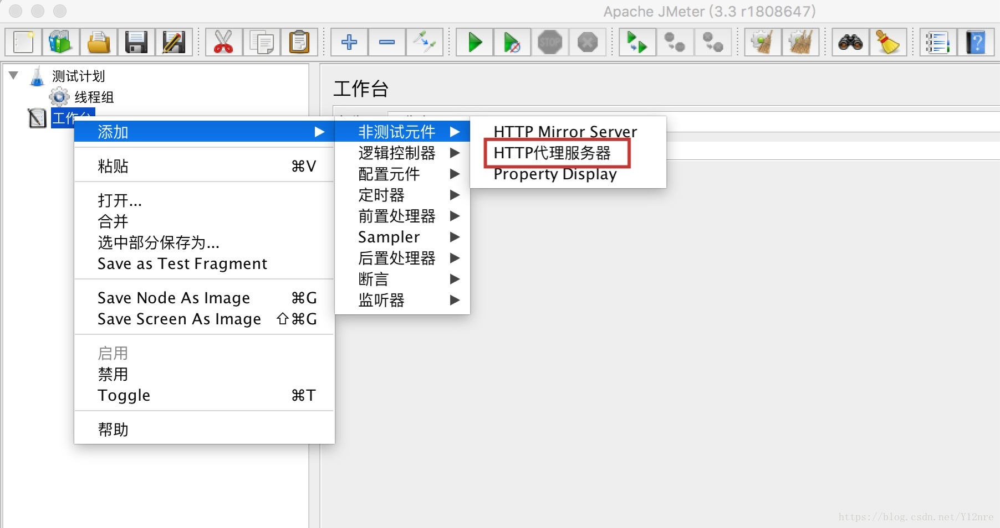 Apache JMeter (3.3 r1808647)
STOP
测试计划
线程组
工作台
工作台
添加
粘贴 ⌘V
打开...
合并
选中部分保存为...
Save as Test Fragment
Save Node As Image ⌘G
Save Screen As Image ⇧⌘G
启用
禁用
Toggle ⌘T
帮助
非测试元件
逻辑控制器
配置元件
定时器
前置处理器
Sampler
后置处理器
断言
监听器
HTTP Mirror Server
HTTP代理服务器
Property Display
https://blog.csdn.net/Y12nre